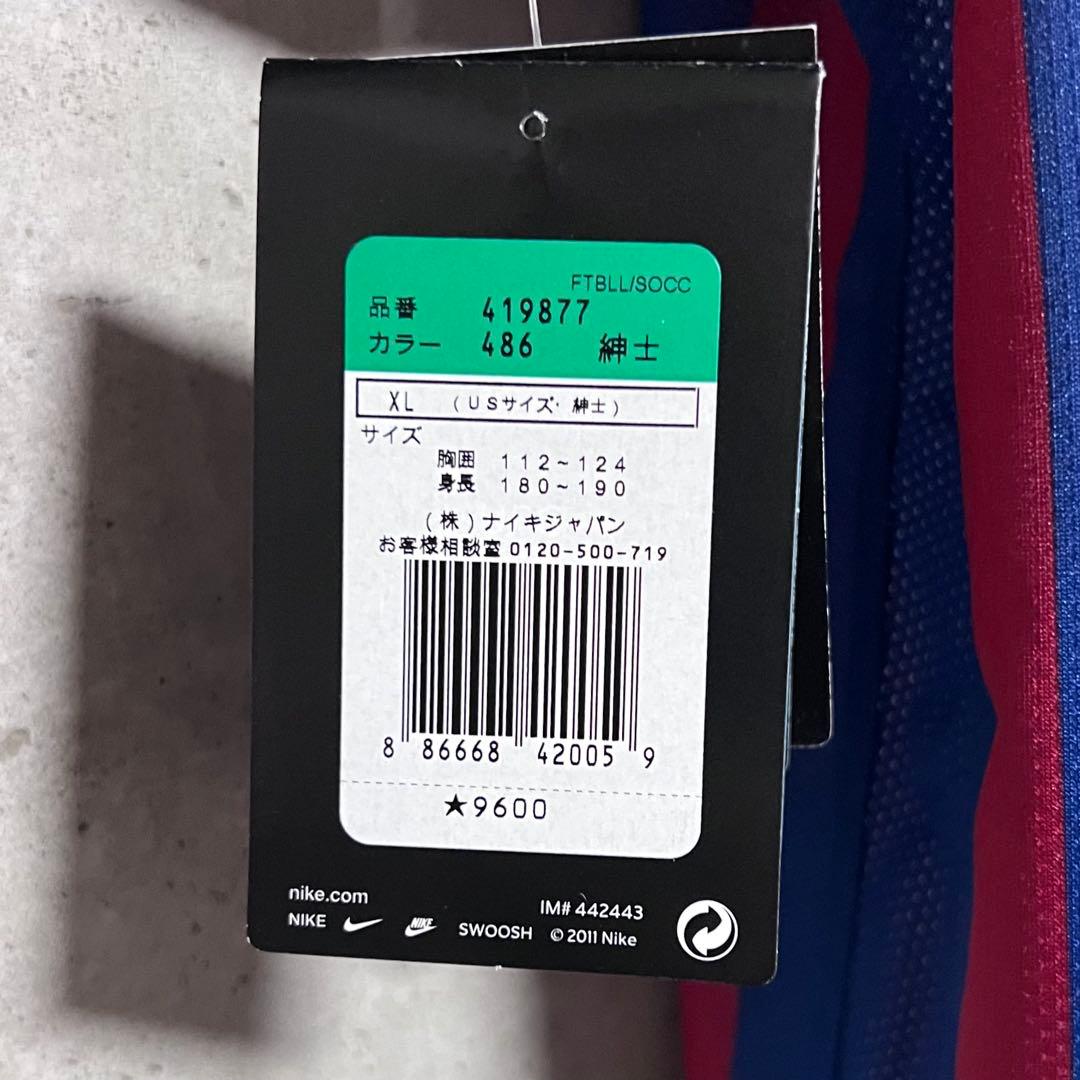 FTBLL/SOCC
品番 419877
カラー 486 紳士
XL (USサイズ・紳士)
サイズ
胸囲 112~124
身長 180~190
(株)ナイキジャパン
お客様相談室 0120-500-719
8 86668 42005 9
★9600
nike.com
IM# 442443
NIKE NIKE SWOOSH © 2011 Nike